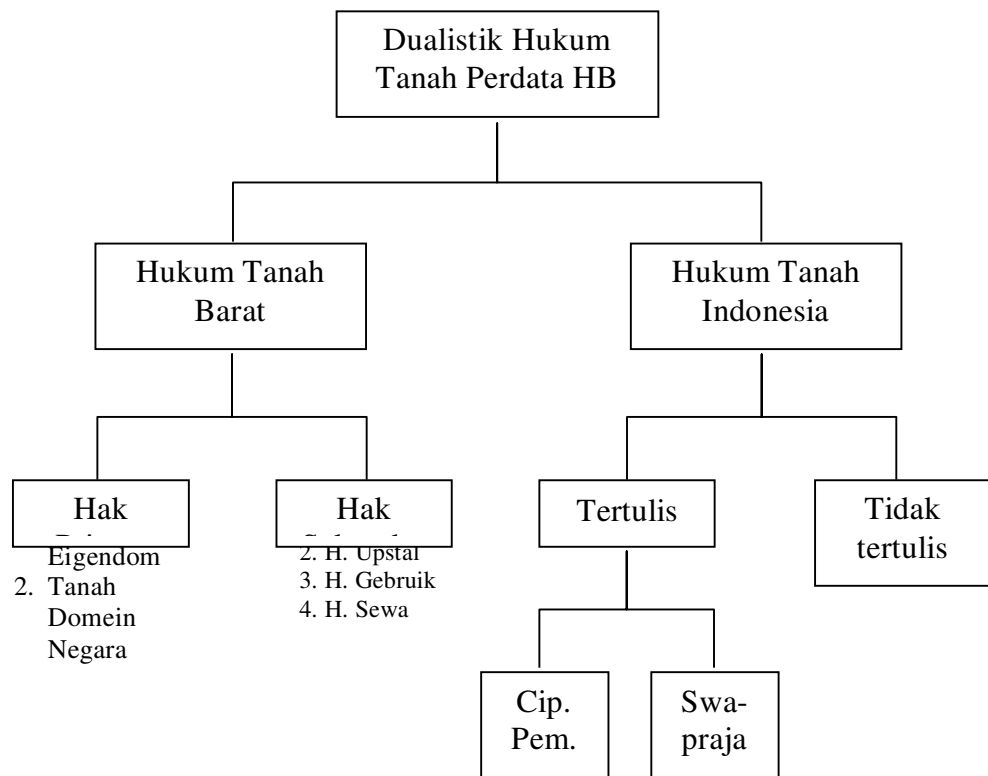 Dualistik Hukum
Tanah Perdata HB
Hukum Tanah
Barat
Hukum Tanah
Indonesia
Hak
Eigendom
2. Tanah
Domein
Negara
Hak
2. H. Upstal
3. H. Gebruik
4. H. Sewa
Tertulis
Tidak
tertulis
Cip.
Pem.
Swa-
praja